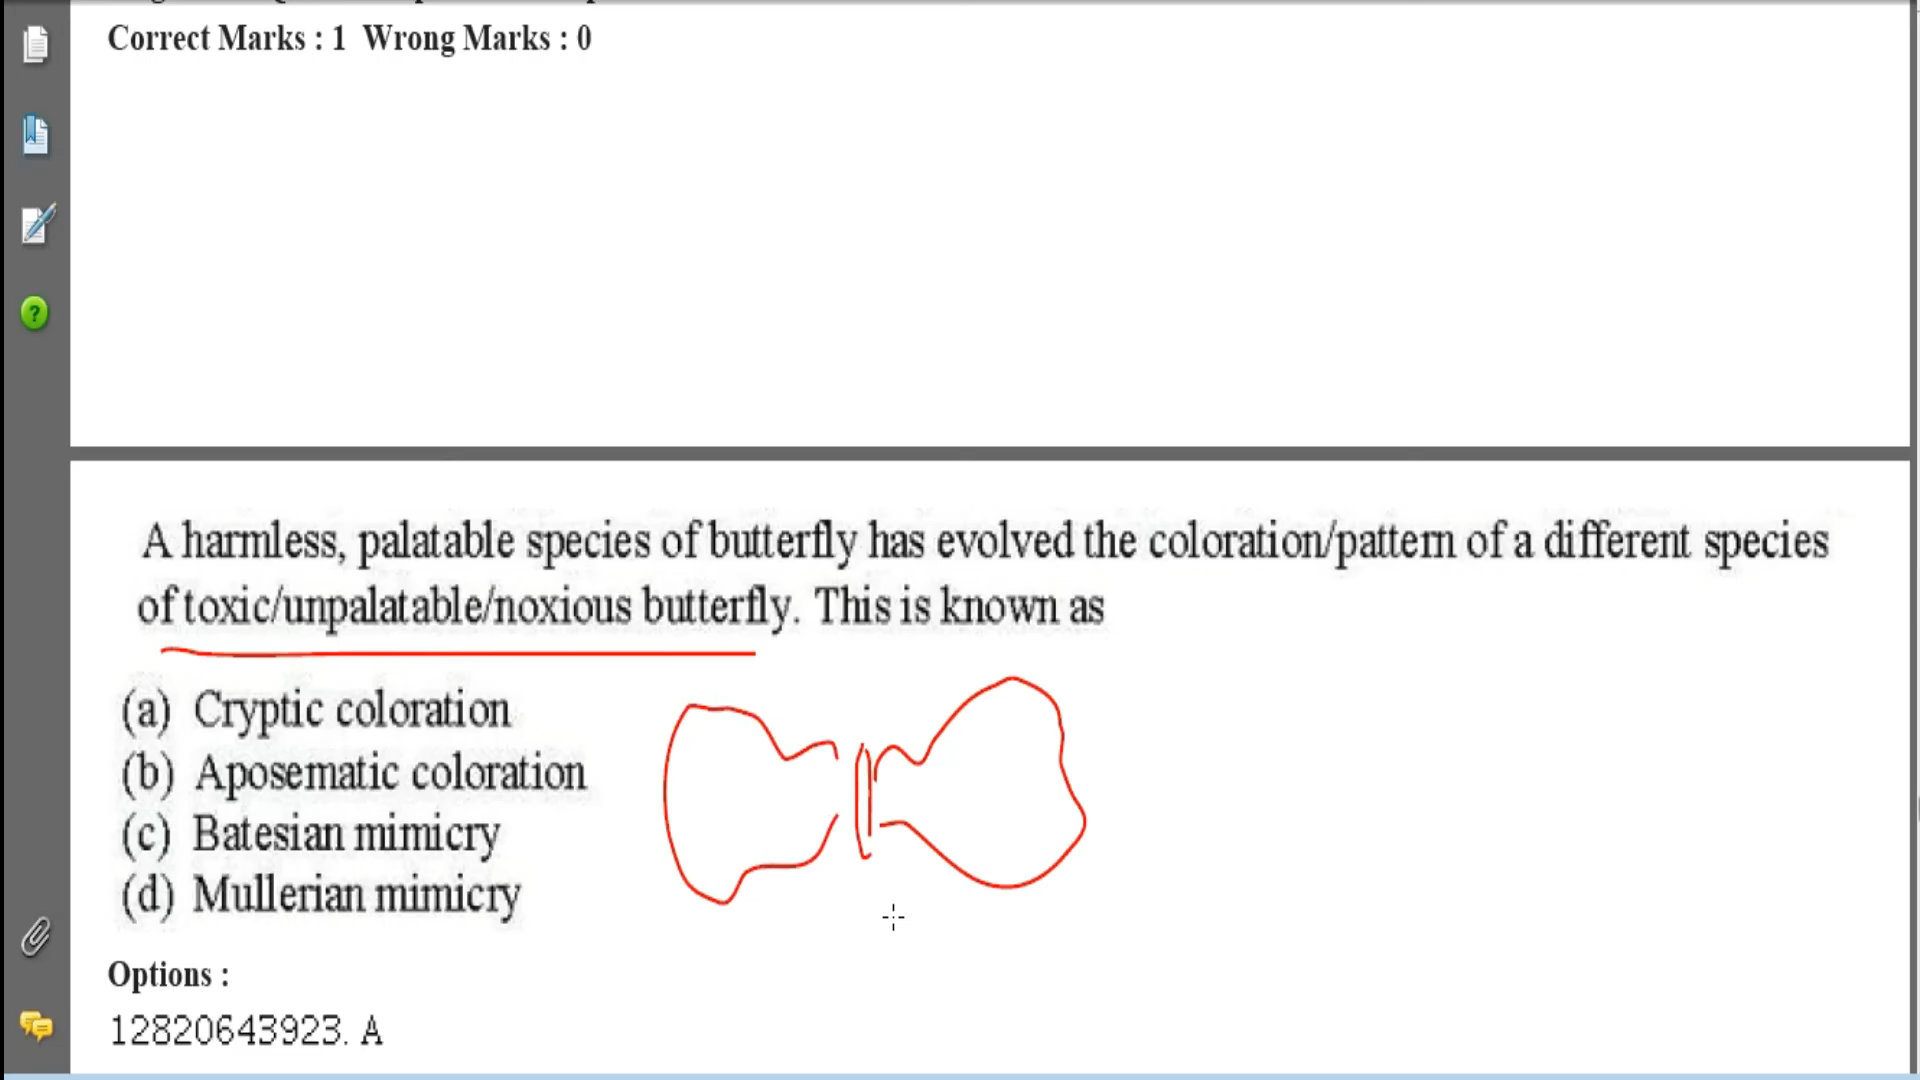 Correct Marks : 1 Wrong Marks : 0
A harmless, palatable species of butterfly has evolved the coloration/pattern of a different species
of toxic/unpalatable/noxious butterfly. This is known as
(a) Cryptic coloration
(b) Aposematic coloration
(c) Batesian mimicry
(d) Mullerian mimicry
Options :
12820643923. A